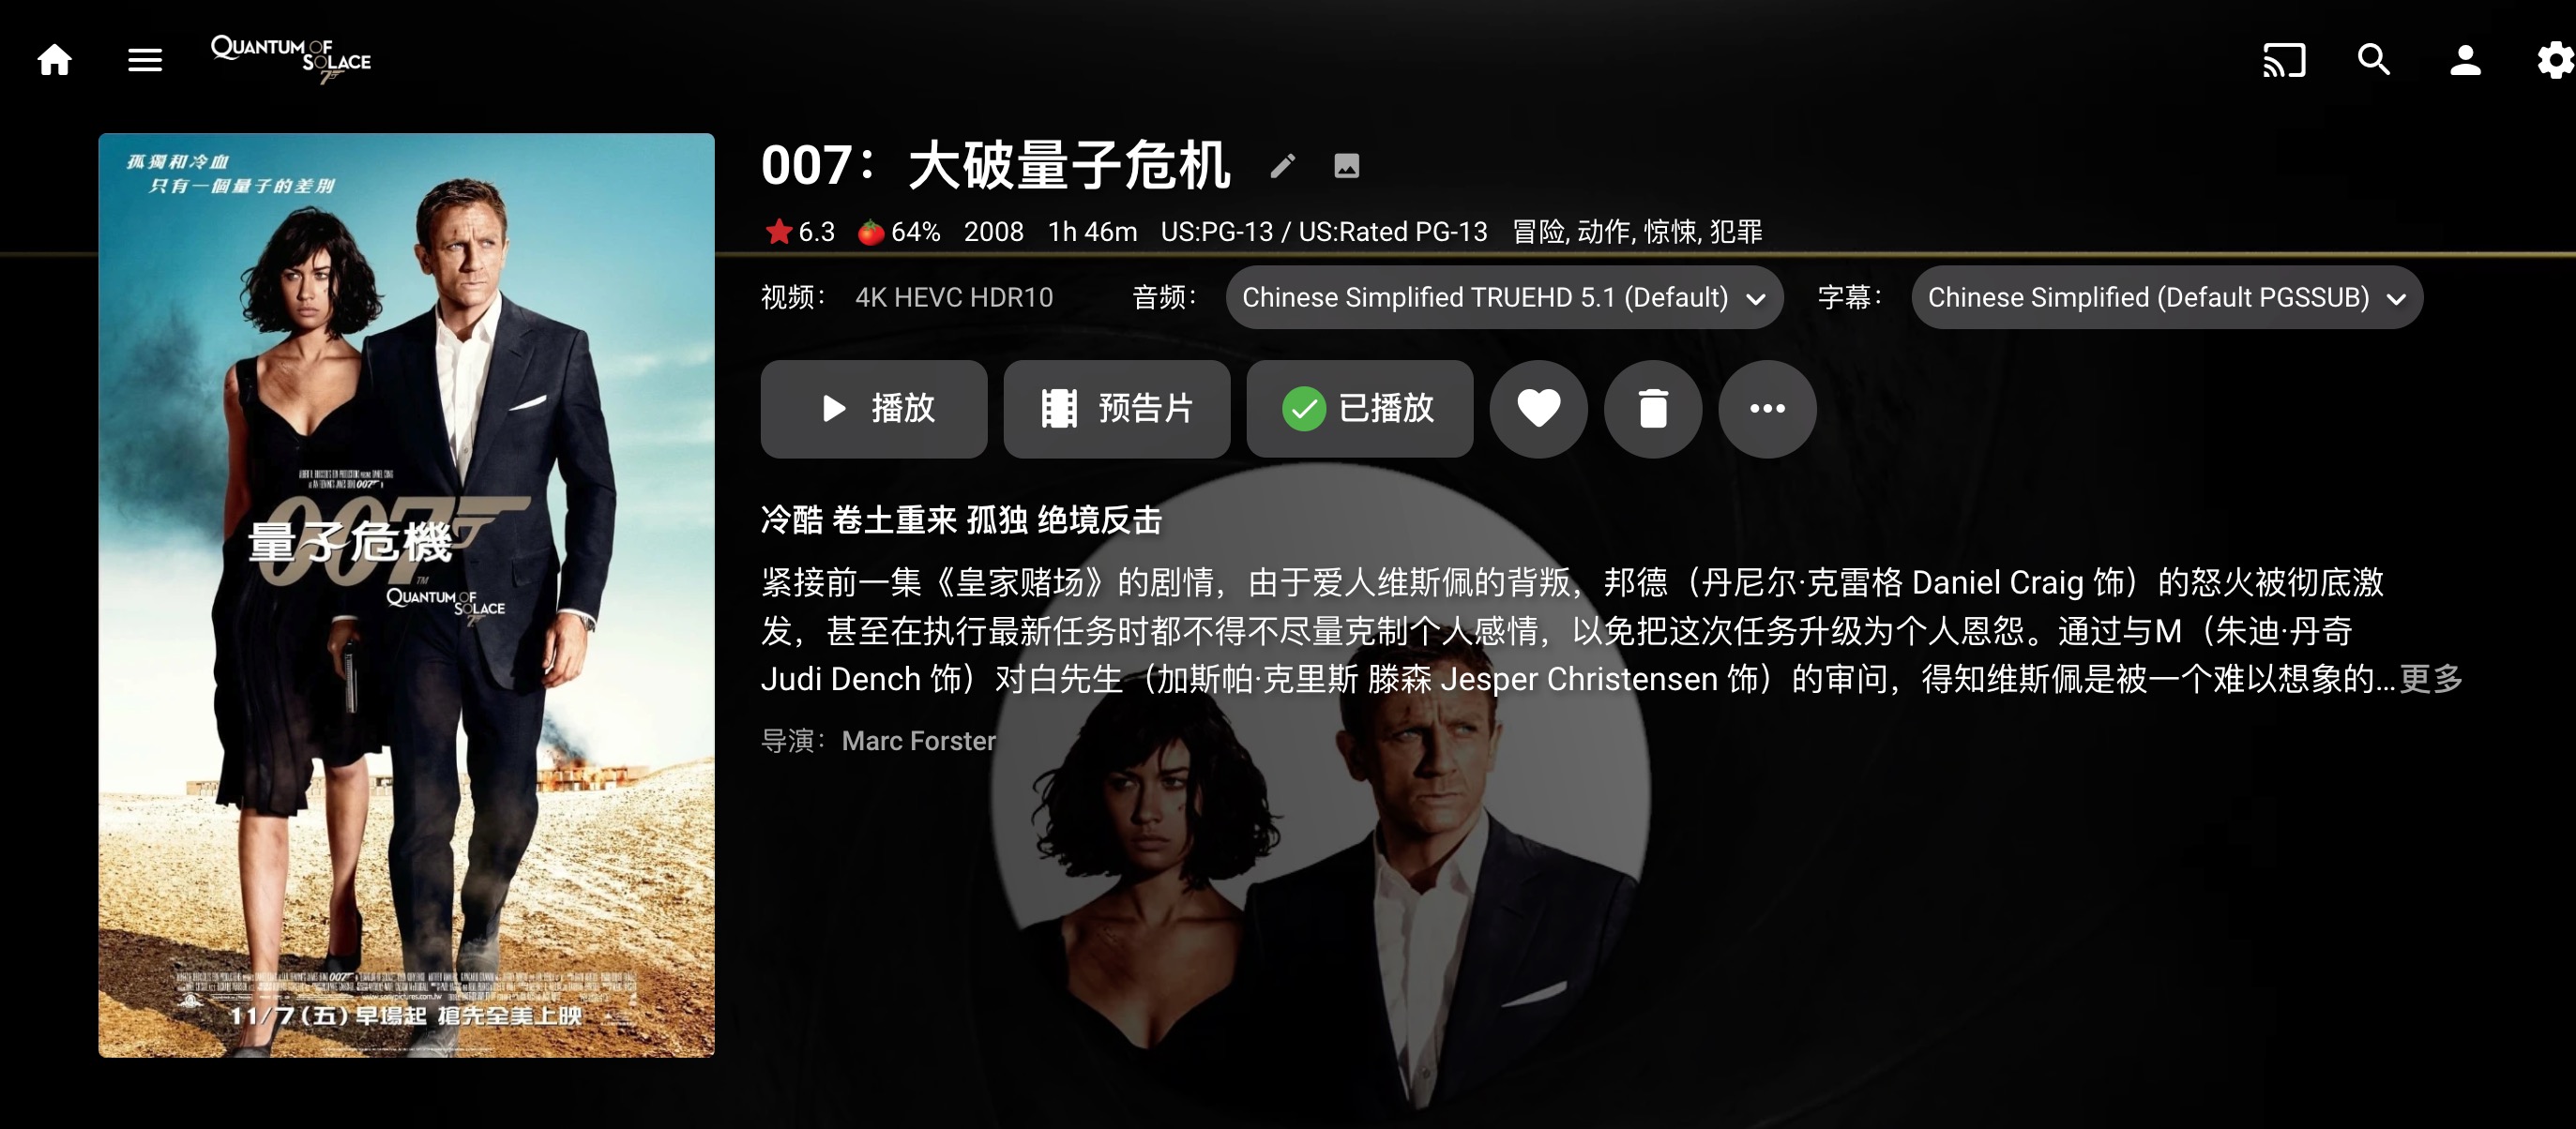 QUANTUM OF
SOLACE
007
孤獨和冷血
只有一個量子的差別
007
007
量子危機
TM
QUANTUM OF
SOLACE
007
www.sonypictures.com.tw
11/7(五)早場起 搶先全美上映
007：大破量子危机
6.3 64% 2008 1h 46m US:PG-13 / US:Rated PG-13 冒险, 动作, 惊悚, 犯罪
视频： 4K HEVC HDR10 音频： Chinese Simplified TRUEHD 5.1 (Default) 字幕： Chinese Simplified (Default PGSSUB)
播放 预告片 已播放
冷酷 卷土重来 孤独 绝境反击
紧接前一集《皇家赌场》的剧情，由于爱人维斯佩的背叛，邦德（丹尼尔·克雷格 Daniel Craig 饰）的怒火被彻底激
发，甚至在执行最新任务时都不得不尽量克制个人感情，以免把这次任务升级为个人恩怨。通过与M（朱迪·丹奇
Judi Dench 饰）对白先生（加斯帕·克里斯 滕森 Jesper Christensen 饰）的审问，得知维斯佩是被一个难以想象的...更多
导演：Marc Forster